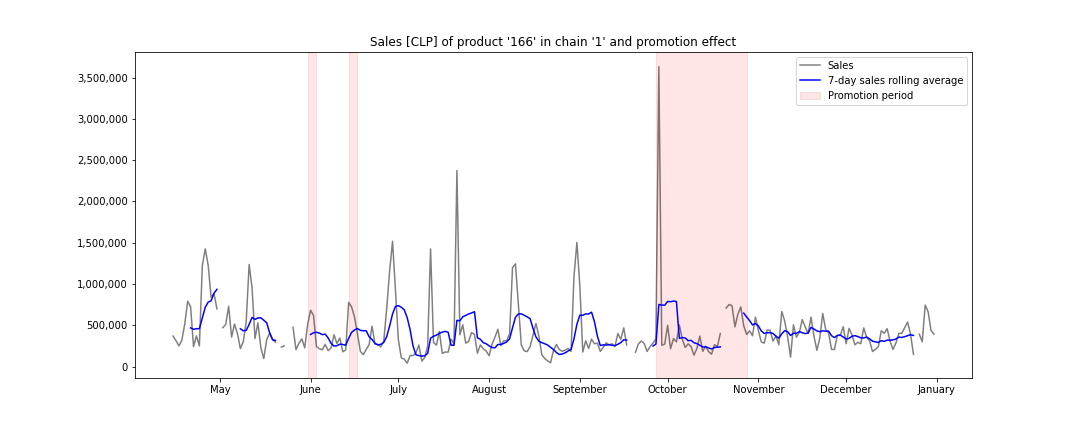 Sales [CLP] of product '166' in chain '1' and promotion effect
Sales
7-day sales rolling average
Promotion period
3,500,000
3,000,000
2,500,000
2,000,000
1,500,000
1,000,000
500,000
0
May June July August September October November December January